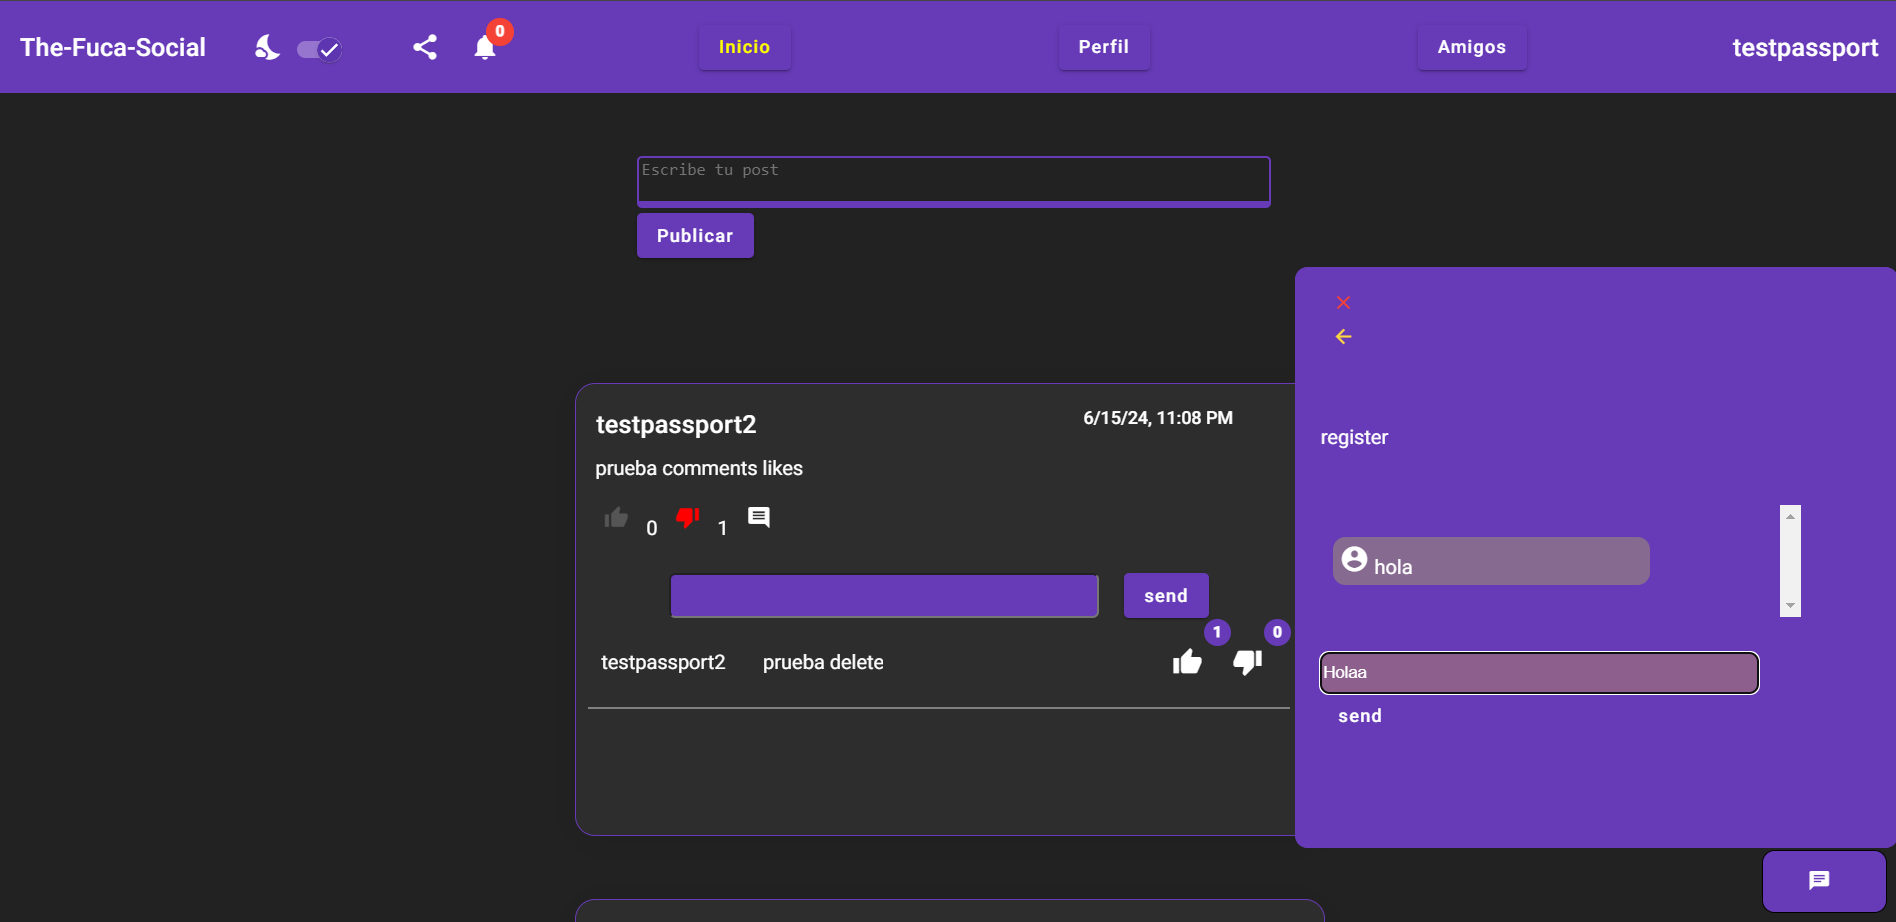 The-Fuca-Social
0
Inicio
Perfil
Amigos
testpassport
Escribe tu post
Publicar
testpassport2
6/15/24, 11:08 PM
prueba comments likes
0
1
send
testpassport2
prueba delete
1
0
register
hola
Holaa
send